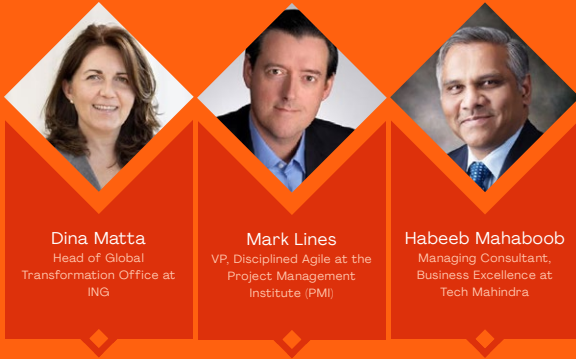 Dina Matta
Head of Global
Transformation Office at
ING
Mark Lines
VP, Disciplined Agile at the
Project Management
Institute (PMI)
Habeeb Mahaboob
Managing Consultant,
Business Excellence at
Tech Mahindra